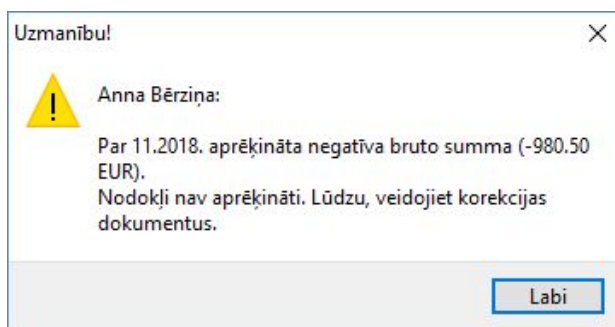 Uzmanību!
Anna Bērziņa:
Par 11.2018. aprēķināta negatīva bruto summa (-980.50
EUR).
Nodokļi nav aprēķināti. Lūdzu, veidojiet korekcijas
dokumentus.
Labi